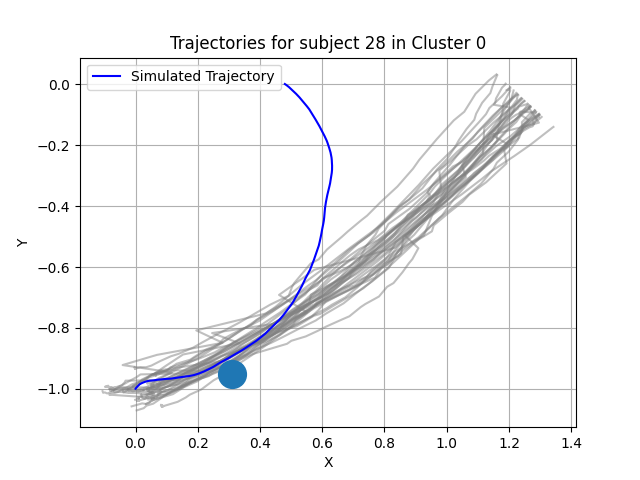 Trajectories for subject 28 in Cluster 0
Simulated Trajectory
Y
0.0
−0.2
−0.4
−0.6
−0.8
−1.0
0.0 0.2 0.4 0.6 0.8 1.0 1.2 1.4
X